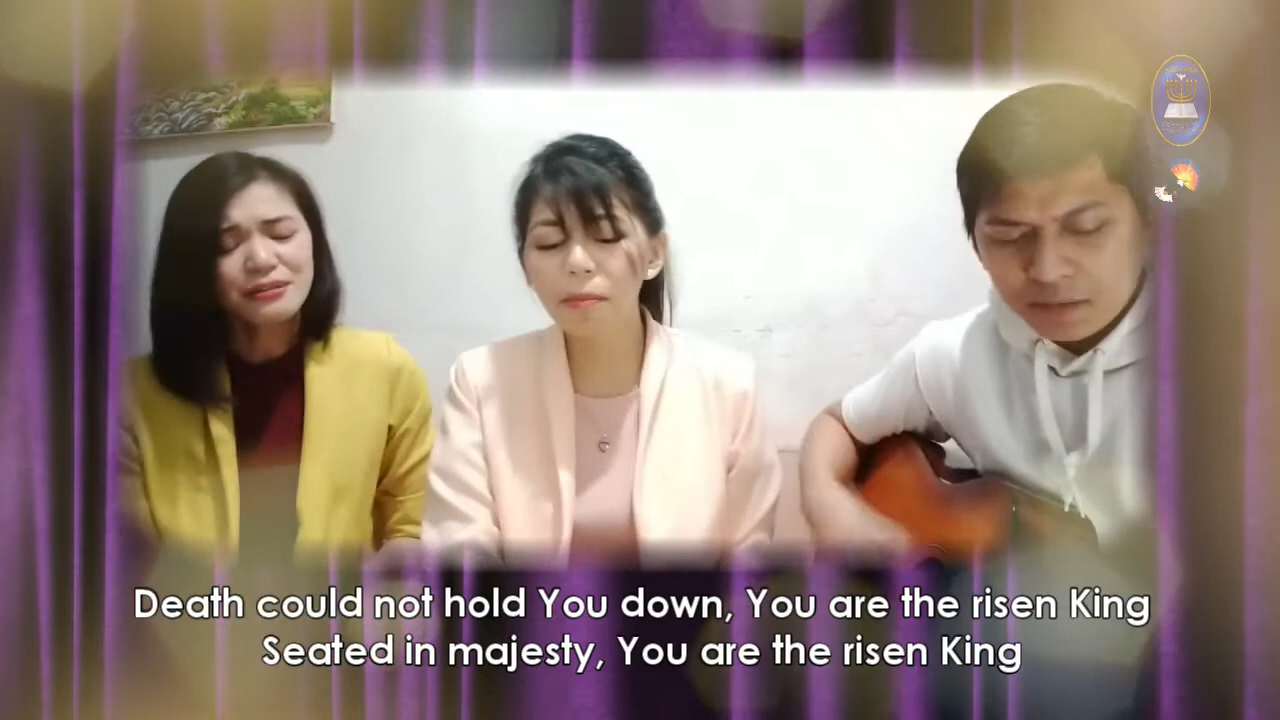 Death could not hold You down, You are the risen King
Seated in majesty, You are the risen King